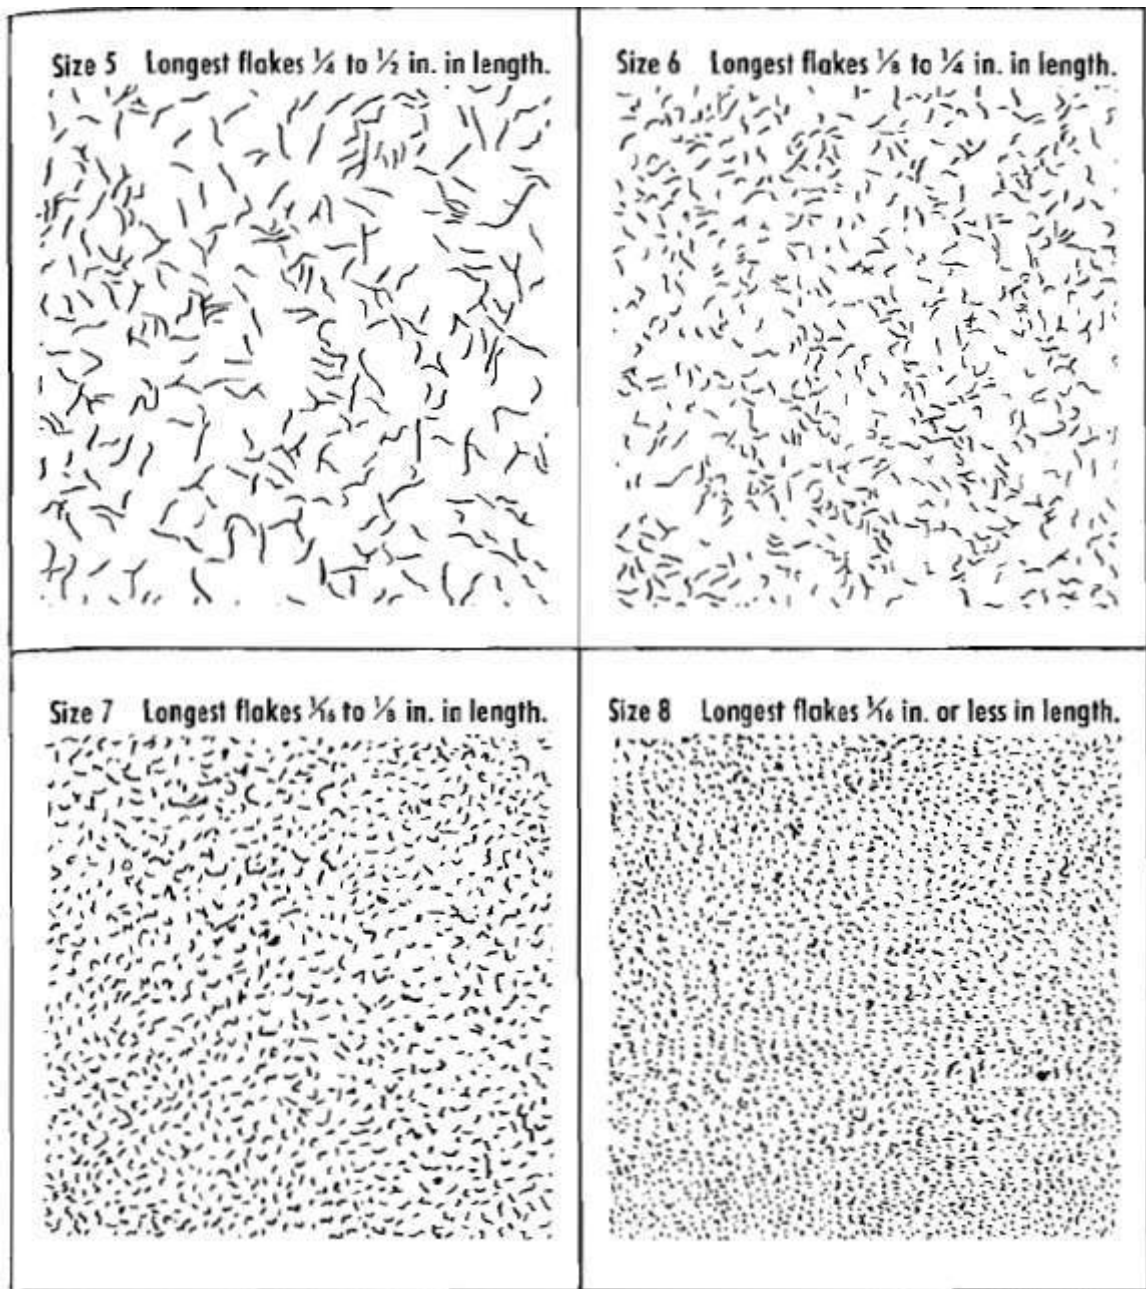 Size 5 Longest flakes ¼ to ½ in. in length.
Size 6 Longest flakes ⅛ to ¼ in. in length.
Size 7 Longest flakes 1/16 to ⅛ in. in length.
Size 8 Longest flakes 1/16 in. or less in length.